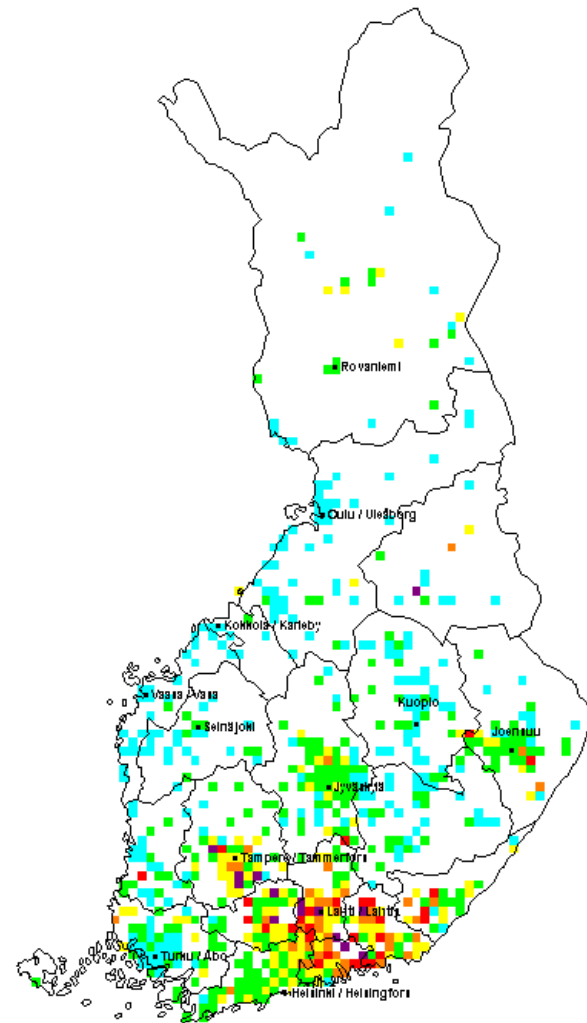 Rovaniemi
Oulu / Uleåborg
Kokkola / Karleby
Vaasa / Vasa
Kuopio
Seinäjoki
Joensuu
Jyväskylä
Tampere / Tammerfors
Lahti / Lahtis
Turku / Åbo
Helsinki / Helsingfors